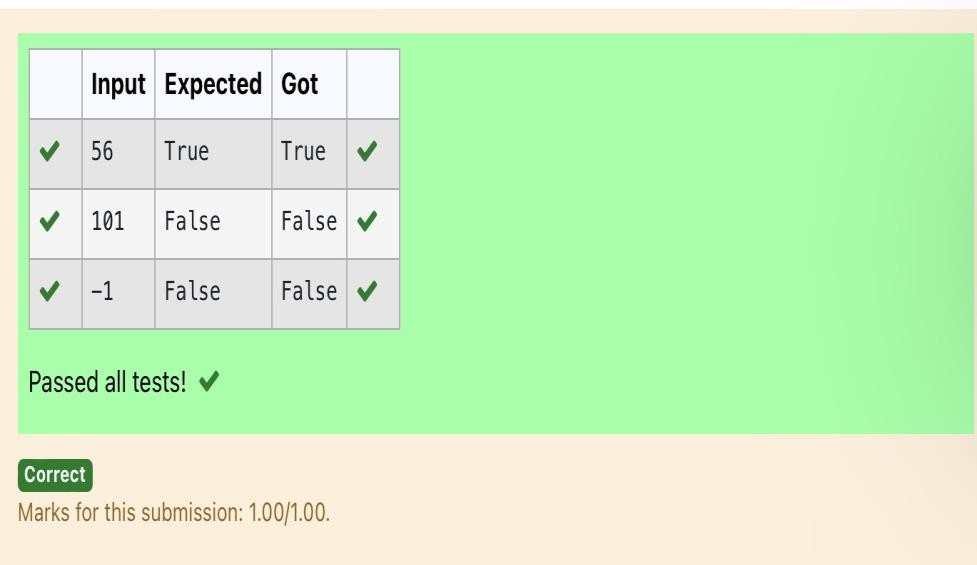 Input Expected Got
56 True True
101 False False
-1 False False
Passed all tests!
Correct
Marks for this submission: 1.00/1.00.